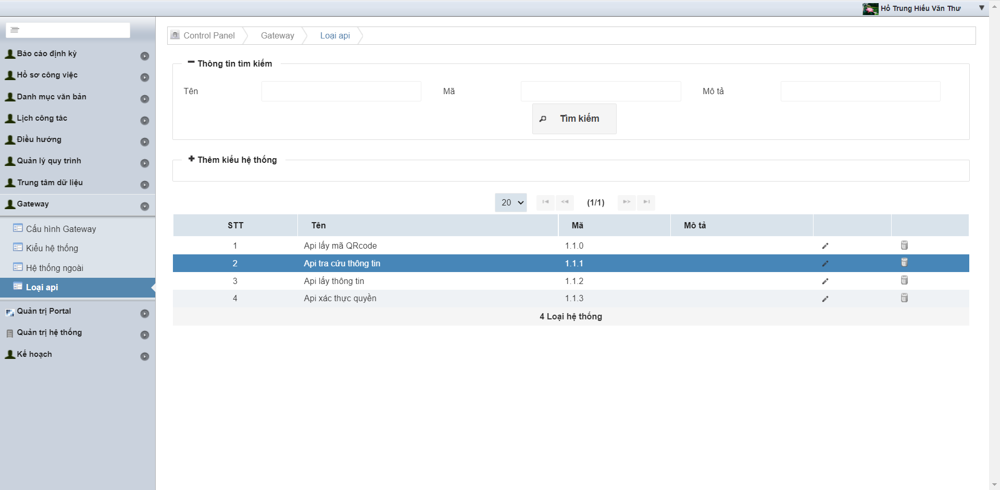 Hồ Trung Hiếu Văn Thư ▼
Báo cáo định kỳ
Hồ sơ công việc
Danh mục văn bản
Lịch công tác
Điều hướng
Quản lý quy trình
Trung tâm dữ liệu
Gateway
Cấu hình Gateway
Kiểu hệ thống
Hệ thống ngoài
Loại api
Quản trị Portal
Quản trị hệ thống
Kế hoạch
Control Panel Gateway Loại api
Thông tin tìm kiếm
Tên Mã Mô tả
Tìm kiếm
Thêm kiểu hệ thống
20 (1/1)
STT Tên Mã Mô tả
1 Api lấy mã QRcode 1.1.0
2 Api tra cứu thông tin 1.1.1
3 Api lấy thông tin 1.1.2
4 Api xác thực quyền 1.1.3
4 Loại hệ thống